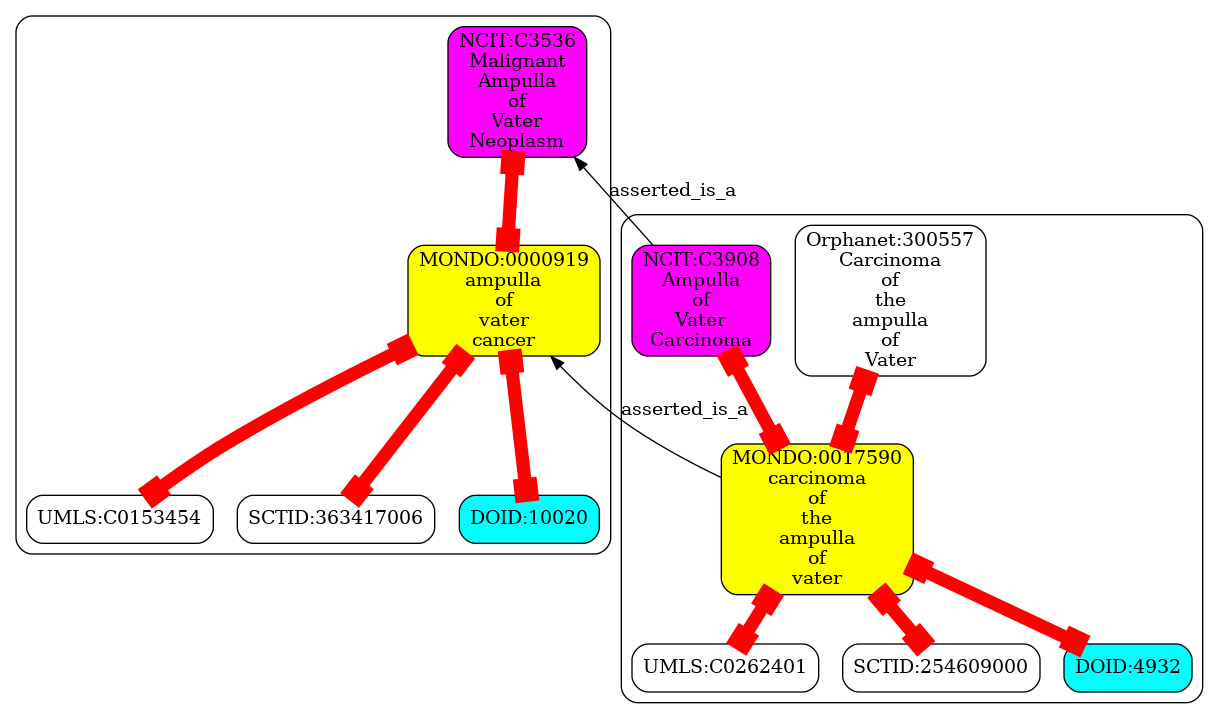 NCIT:C3536
Malignant
Ampulla
of
Vater
Neoplasm
asserted_is_a
MONDO:0000919
ampulla
of
vater
cancer
NCIT:C3908
Ampulla
of
Vater
Carcinoma
Orphanet:300557
Carcinoma
of
the
ampulla
of
Vater
asserted_is_a
MONDO:0017590
carcinoma
of
the
ampulla
of
vater
UMLS:C0153454
SCTID:363417006
DOID:10020
UMLS:C0262401
SCTID:254609000
DOID:4932